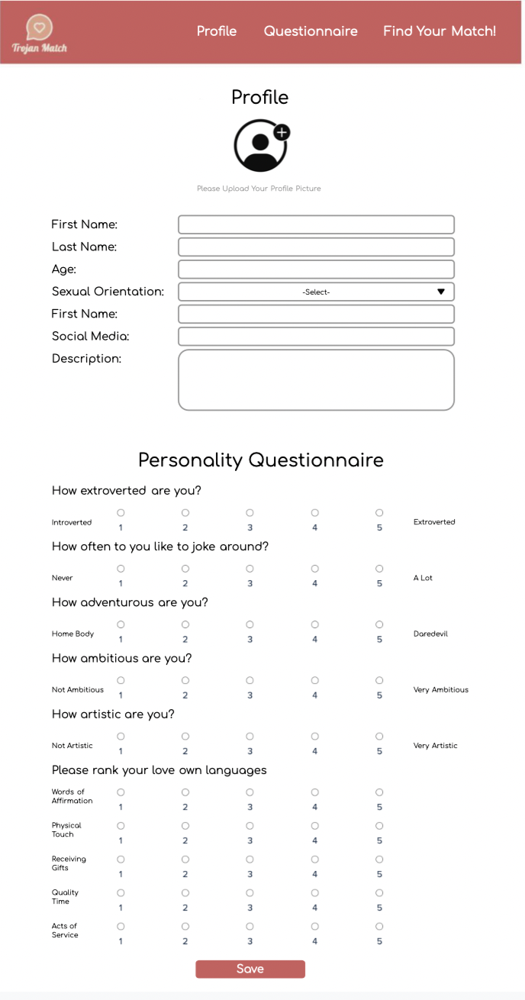 Trojan Match
Profile Questionnaire Find Your Match!
Profile
Please Upload Your Profile Picture
First Name:
Last Name:
Age:
Sexual Orientation: -Select-
First Name:
Social Media:
Description:
Personality Questionnaire
How extroverted are you?
Introverted 1 2 3 4 5 Extroverted
How often to you like to joke around?
Never 1 2 3 4 5 A Lot
How adventurous are you?
Home Body 1 2 3 4 5 Daredevil
How ambitious are you?
Not Ambitious 1 2 3 4 5 Very Ambitious
How artistic are you?
Not Artistic 1 2 3 4 5 Very Artistic
Please rank your love own languages
Words of
Affirmation
1 2 3 4 5
Physical
Touch
1 2 3 4 5
Receiving
Gifts
1 2 3 4 5
Quality
Time
1 2 3 4 5
Acts of
Service
1 2 3 4 5
Save